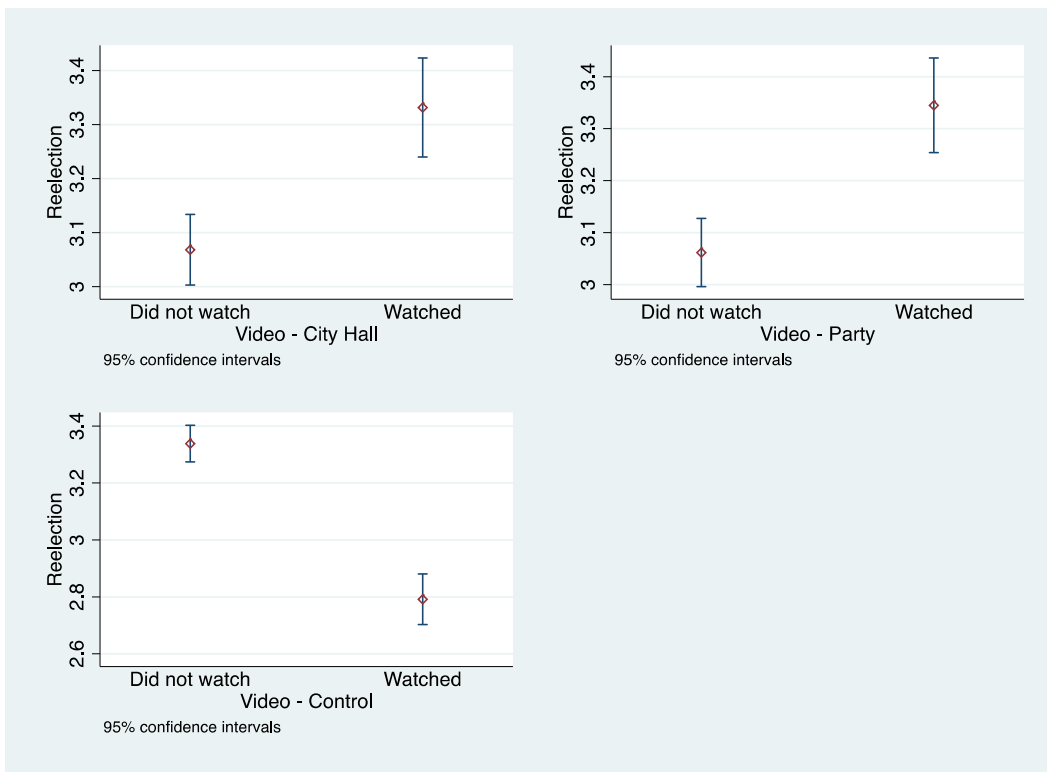 Reelection
3.4
3.3
3.2
3.1
3
Did not watch Watched
Video - City Hall
95% confidence intervals
Reelection
3.4
3.3
3.2
3.1
3
Did not watch Watched
Video - Party
95% confidence intervals
Reelection
3.4
3.2
3
2.8
2.6
Did not watch Watched
Video - Control
95% confidence intervals